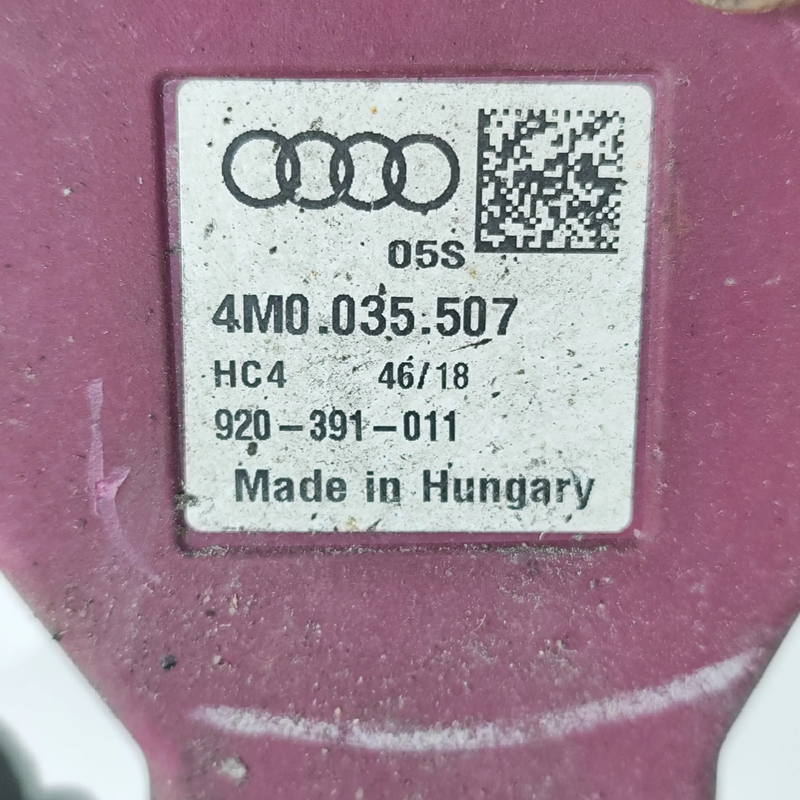 05S
4M0.035.507
HC4 46/18
920-391-011
Made in Hungary